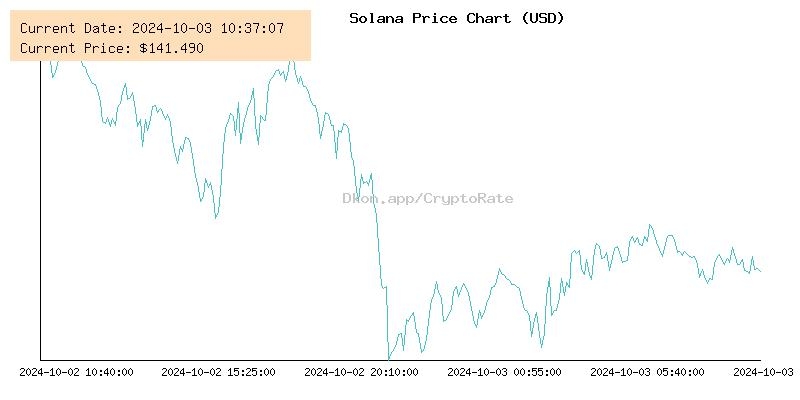 Solana Price Chart (USD)
Current Date: 2024-10-03 10:37:07
Current Price: $141.490
Dkon.app/CryptoRate
2024-10-02 10:40:00
2024-10-02 15:25:00
2024-10-02 20:10:00
2024-10-03 00:55:00
2024-10-03 05:40:00
2024-10-03